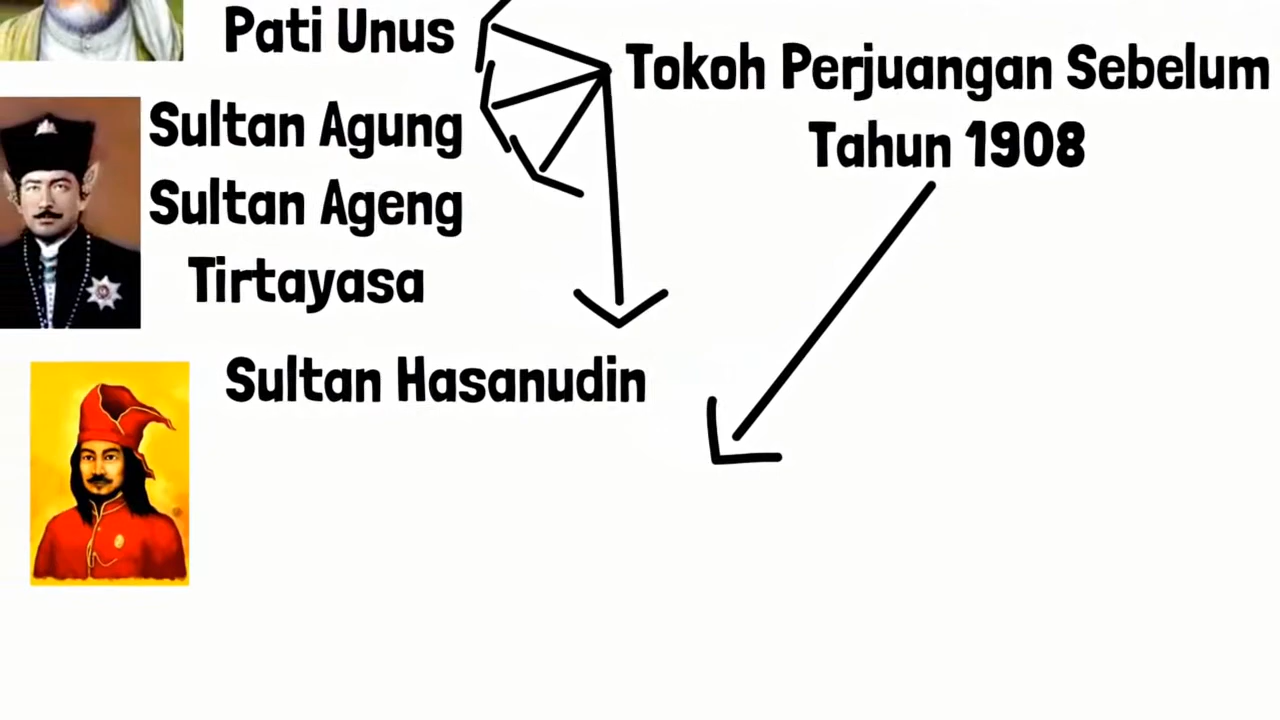 Pati Unus
Tokoh Perjuangan Sebelum
Tahun 1908
Sultan Agung
Sultan Ageng
Tirtayasa
Sultan Hasanudin